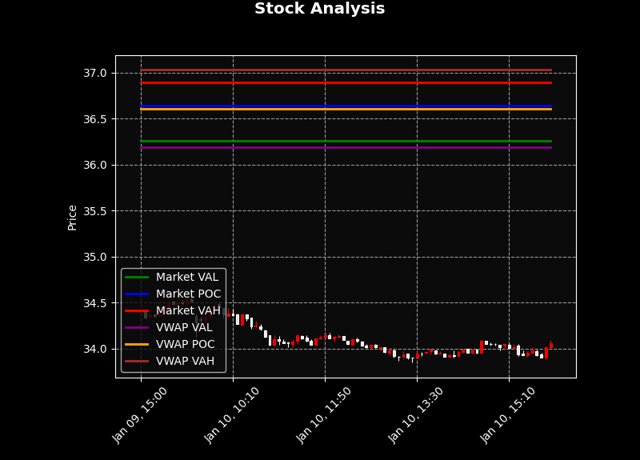 Stock Analysis
Price
37.0
36.5
36.0
35.5
35.0
34.5
34.0
Market VAL
Market POC
Market VAH
VWAP VAL
VWAP POC
VWAP VAH
Jan 09, 15:00
Jan 10, 10:10
Jan 10, 11:50
Jan 10, 13:30
Jan 10, 15:10